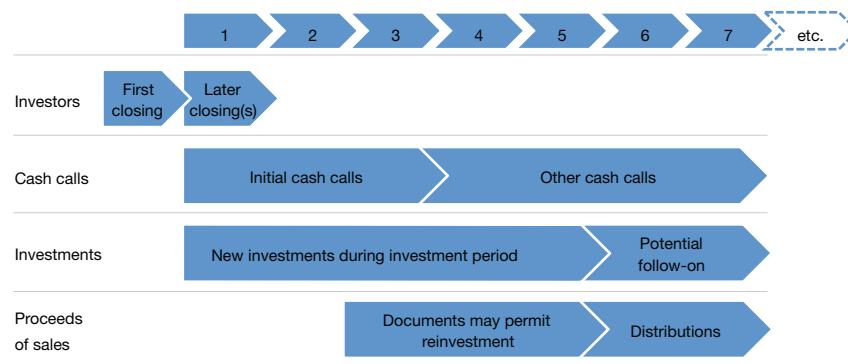 1 2 3 4 5 6 7 etc.
Investors
First
closing
Later
closing(s)
Cash calls
Initial cash calls
Other cash calls
Investments
New investments during investment period
Potential
follow-on
Proceeds
of sales
Documents may permit
reinvestment
Distributions